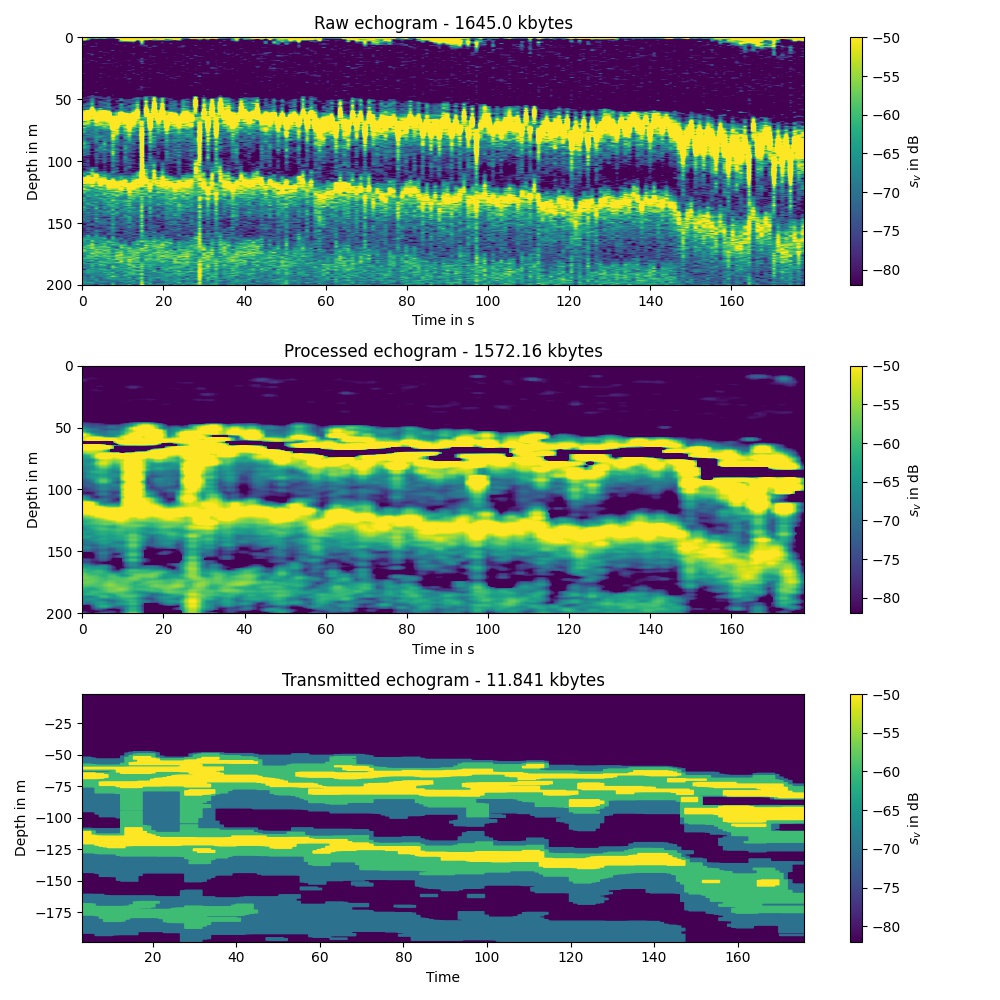 Raw echogram - 1645.0 kbytes
0
50
100
150
200
Depth in m
0 20 40 60 80 100 120 140 160
Time in s
−50
−55
−60
−65
−70
−75
−80
sv in dB
Processed echogram - 1572.16 kbytes
0
50
100
150
200
Depth in m
0 20 40 60 80 100 120 140 160
Time in s
−50
−55
−60
−65
−70
−75
−80
sv in dB
Transmitted echogram - 11.841 kbytes
−25
−50
−75
−100
−125
−150
−175
Depth in m
20 40 60 80 100 120 140 160
Time
−50
−55
−60
−65
−70
−75
−80
sv in dB